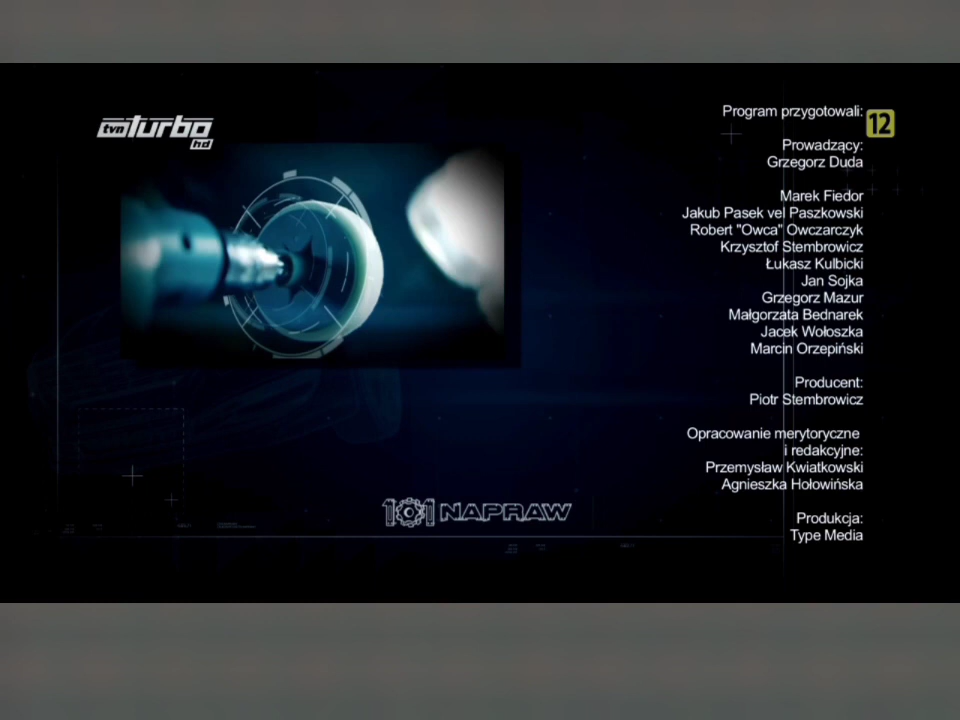 tvn turbo
hd
12
Program przygotowali:
Prowadzący:
Grzegorz Duda
Marek Fiedor
Jakub Pasek vel Paszkowski
Robert "Owca" Owczarczyk
Krzysztof Stembrowicz
Łukasz Kulbicki
Jan Sojka
Grzegorz Mazur
Małgorzata Bednarek
Jacek Wołoszka
Marcin Orzepiński
Producent:
Piotr Stembrowicz
Opracowanie merytoryczne
i redakcyjne:
Przemysław Kwiatkowski
Agnieszka Hołowińska
Produkcja:
Type Media
101 NAPRAW